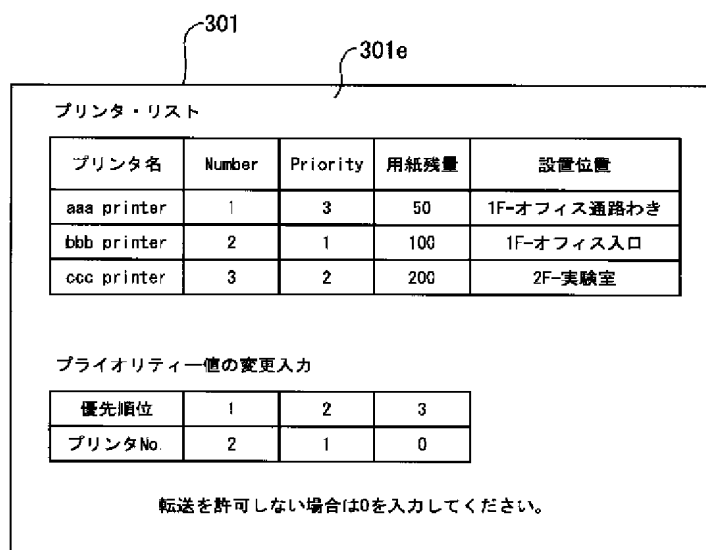 301
301e
プリンタ・リスト
プリンタ名 Number Priority 用紙残量 設置位置
aaa printer 1 3 50 1F-オフィス通路わき
bbb printer 2 1 100 1F-オフィス入口
ccc printer 3 2 200 2F-実験室
プライオリティー値の変更入力
優先順位 1 2 3
プリンタNo. 2 1 0
転送を許可しない場合は0を入力してください。